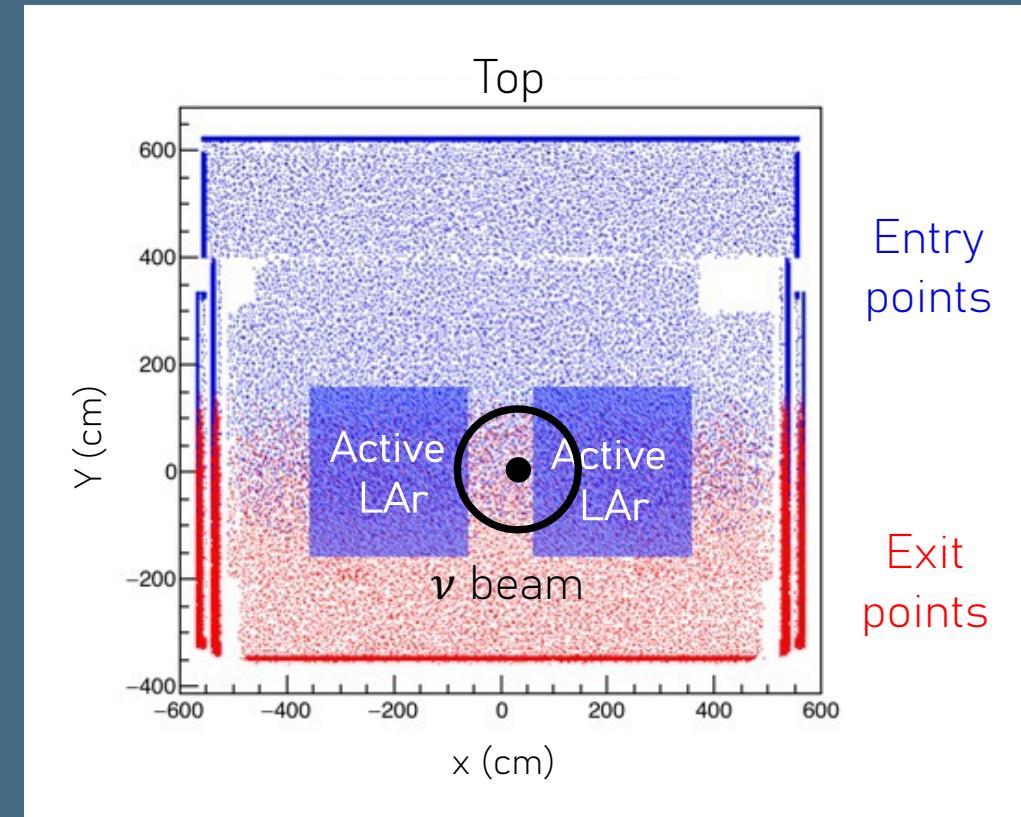 Top
600
400
200
0
−200
−400
−600
−400
−200
0
200
400
600
Y (cm)
x (cm)
Active
LAr
Active
LAr
ν beam
Entry
points
Exit
points